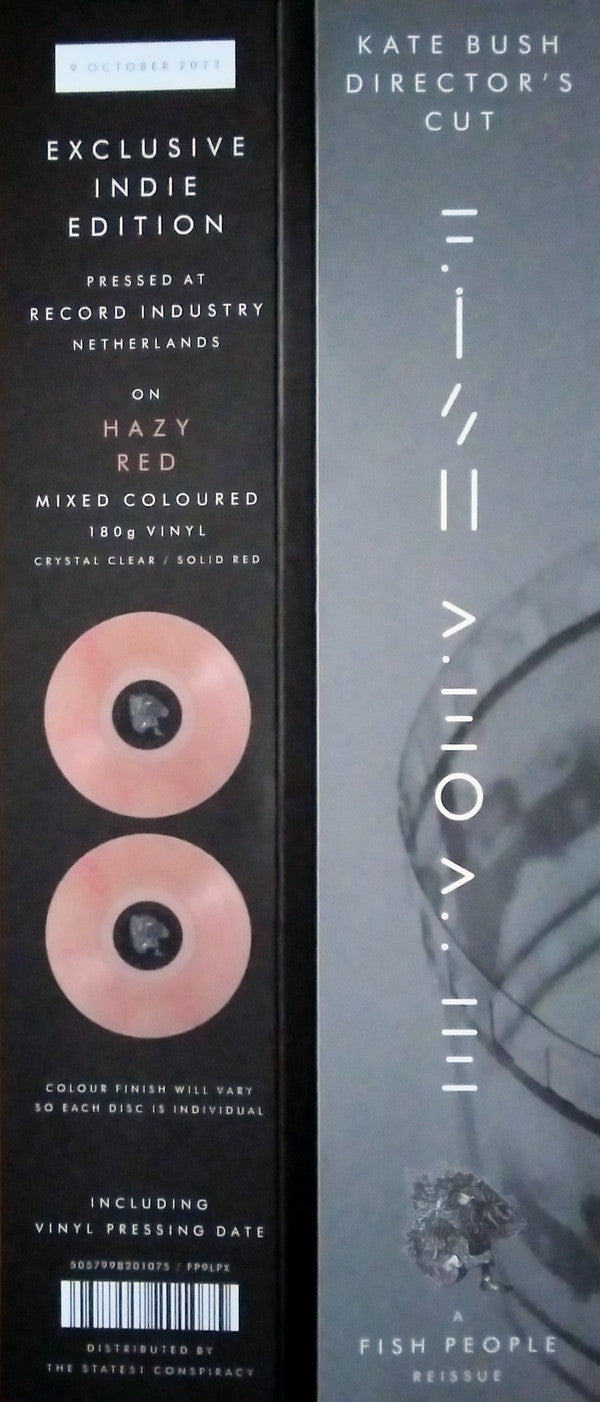 9 OCTOBER 2023
EXCLUSIVE
INDIE
EDITION
PRESSED AT
RECORD INDUSTRY
NETHERLANDS
ON
HAZY
RED
MIXED COLOURED
180g VINYL
CRYSTAL CLEAR / SOLID RED
COLOUR FINISH WILL VARY
SO EACH DISC IS INDIVIDUAL
INCLUDING
VINYL PRESSING DATE
5057998201075 / FP9LPX
DISTRIBUTED BY
THE STATE51 CONSPIRACY
KATE BUSH
DIRECTOR'S
CUT
A
FISH PEOPLE
REISSUE